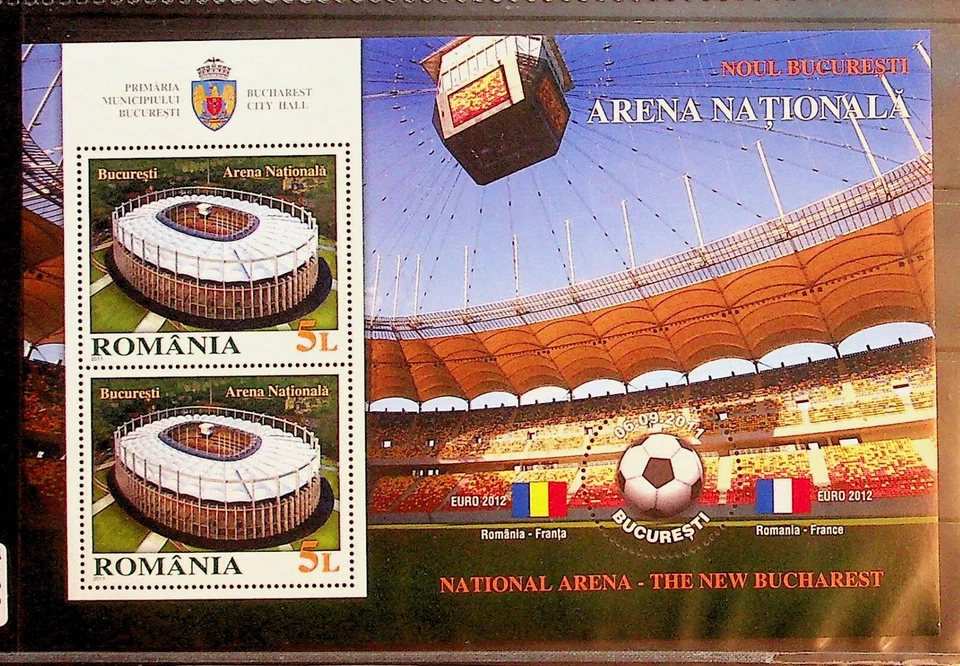 PRIMĂRIA
MUNICIPIULUI
BUCUREȘTI
BUCHAREST
CITY HALL
NOUL BUCUREȘTI
ARENA NAȚIONALĂ
București Arena Națională
ROMÂNIA 5L
2011
București Arena Națională
ROMÂNIA 5L
2011
06.09.2011
BUCUREȘTI
EURO 2012
România - Franța
EURO 2012
Romania - France
NATIONAL ARENA - THE NEW BUCHAREST